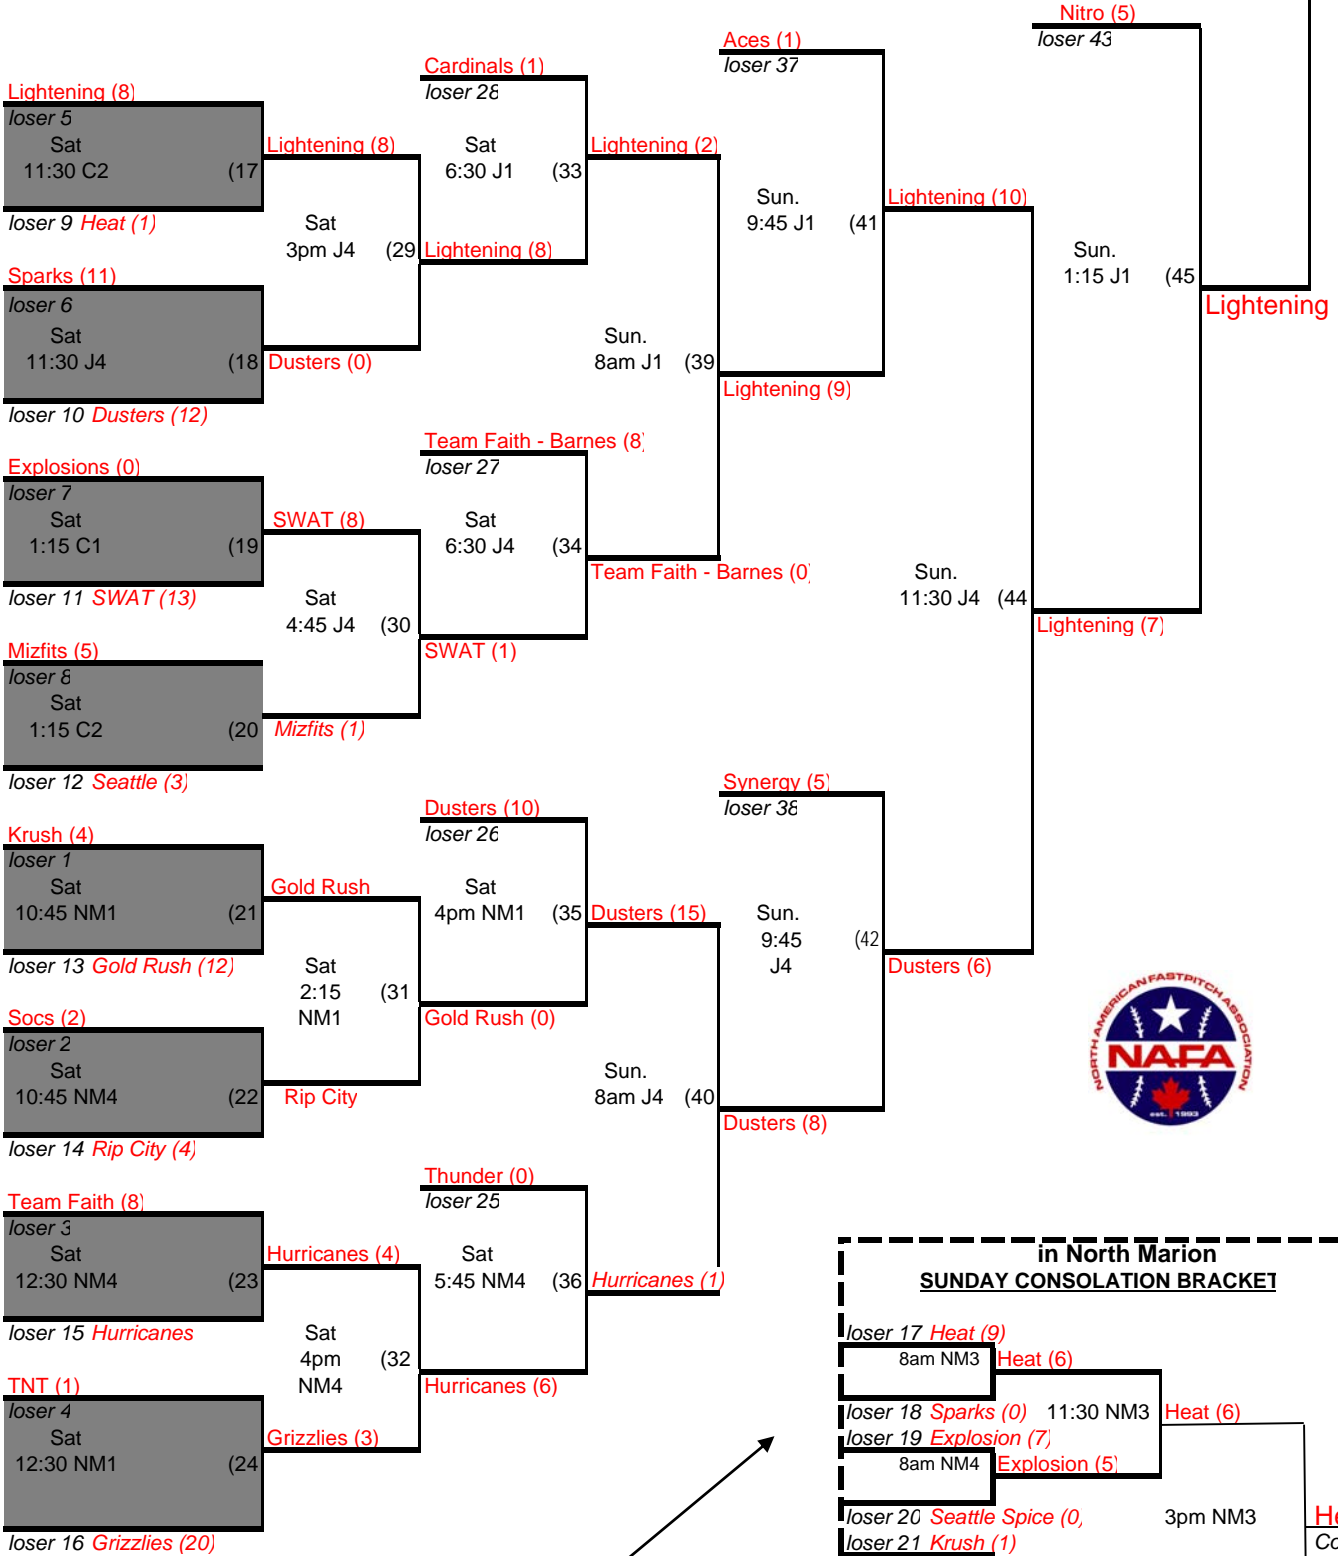 Nitro (5)
loser 43
Aces (1)
loser 37
Cardinals (1)
loser 28
Lightening (8)
loser 5
Sat
11:30 C2 (17
loser 9 Heat (1)
Lightening (8)
Sat
6:30 J1 (33
Lightening (2)
Sun.
9:45 J1 (41
Lightening (10)
Sat
3pm J4 (29
Lightening (8)
Sun.
1:15 J1 (45
Lightening
Sparks (11)
loser 6
Sat
11:30 J4 (18
loser 10 Dusters (12)
Dusters (0)
Sun.
8am J1 (39
Lightening (9)
Team Faith - Barnes (8)
loser 27
Explosions (0)
loser 7
Sat
1:15 C1 (19
loser 11 SWAT (13)
SWAT (8)
Sat
6:30 J4 (34
Team Faith - Barnes (0)
Sun.
11:30 J4 (44
Lightening (7)
Sat
4:45 J4 (30
SWAT (1)
Mizfits (5)
loser 8
Sat
1:15 C2 (20
loser 12 Seattle (3)
Mizfits (1)
Synergy (5)
loser 38
Dusters (10)
loser 26
Krush (4)
loser 1
Sat
10:45 NM1 (21
loser 13 Gold Rush (12)
Gold Rush
Sat
4pm NM1 (35
Dusters (15)
Sun.
9:45 (42
J4
Dusters (6)
Sat
2:15 (31
NM1
Gold Rush (0)
Socs (2)
loser 2
Sat
10:45 NM4 (22
loser 14 Rip City (4)
Rip City
Sun.
8am J4 (40
Dusters (8)
NORTH AMERICAN FASTPITCH ASSOCIATION
NAFA
est. 1993
Thunder (0)
loser 25
Team Faith (8)
loser 3
Sat
12:30 NM4 (23
loser 15 Hurricanes
Hurricanes (4)
Sat
5:45 NM4 (36
Hurricanes (1)
Sat
4pm (32
NM4
Hurricanes (6)
TNT (1)
loser 4
Sat
12:30 NM1 (24
loser 16 Grizzlies (20)
Grizzlies (3)
in North Marion
SUNDAY CONSOLATION BRACKET
loser 17 Heat (9)
8am NM3
Heat (6)
loser 18 Sparks (0)
11:30 NM3
Heat (6)
loser 19 Explosion (7)
8am NM4
Explosion (5)
loser 20 Seattle Spice (0)
3pm NM3
loser 21 Krush (1)